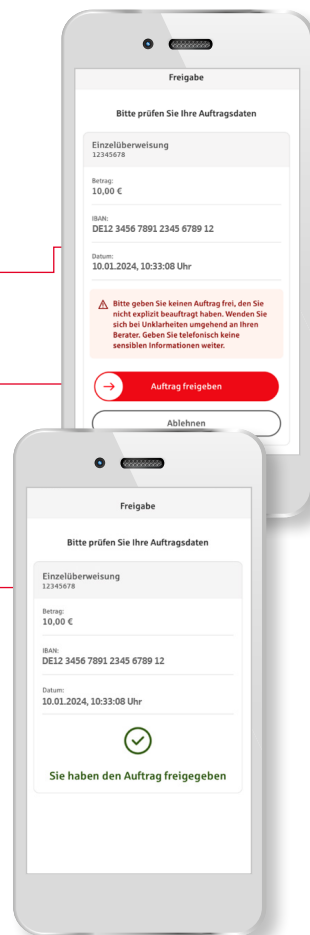 Freigabe
Bitte prüfen Sie Ihre Auftragsdaten
Einzelüberweisung
12345678
Betrag:
10,00 €
IBAN:
DE12 3456 7891 2345 6789 12
Datum:
10.01.2024, 10:33:08 Uhr
Bitte geben Sie keinen Auftrag frei, den Sie
nicht explizit beauftragt haben. Wenden Sie
sich bei Unklarheiten umgehend an Ihren
Berater. Geben Sie telefonisch keine
sensiblen Informationen weiter.
Auftrag freigeben
Ablehnen
Freigabe
Bitte prüfen Sie Ihre Auftragsdaten
Einzelüberweisung
12345678
Betrag:
10,00 €
IBAN:
DE12 3456 7891 2345 6789 12
Datum:
10.01.2024, 10:33:08 Uhr
Sie haben den Auftrag freigegeben